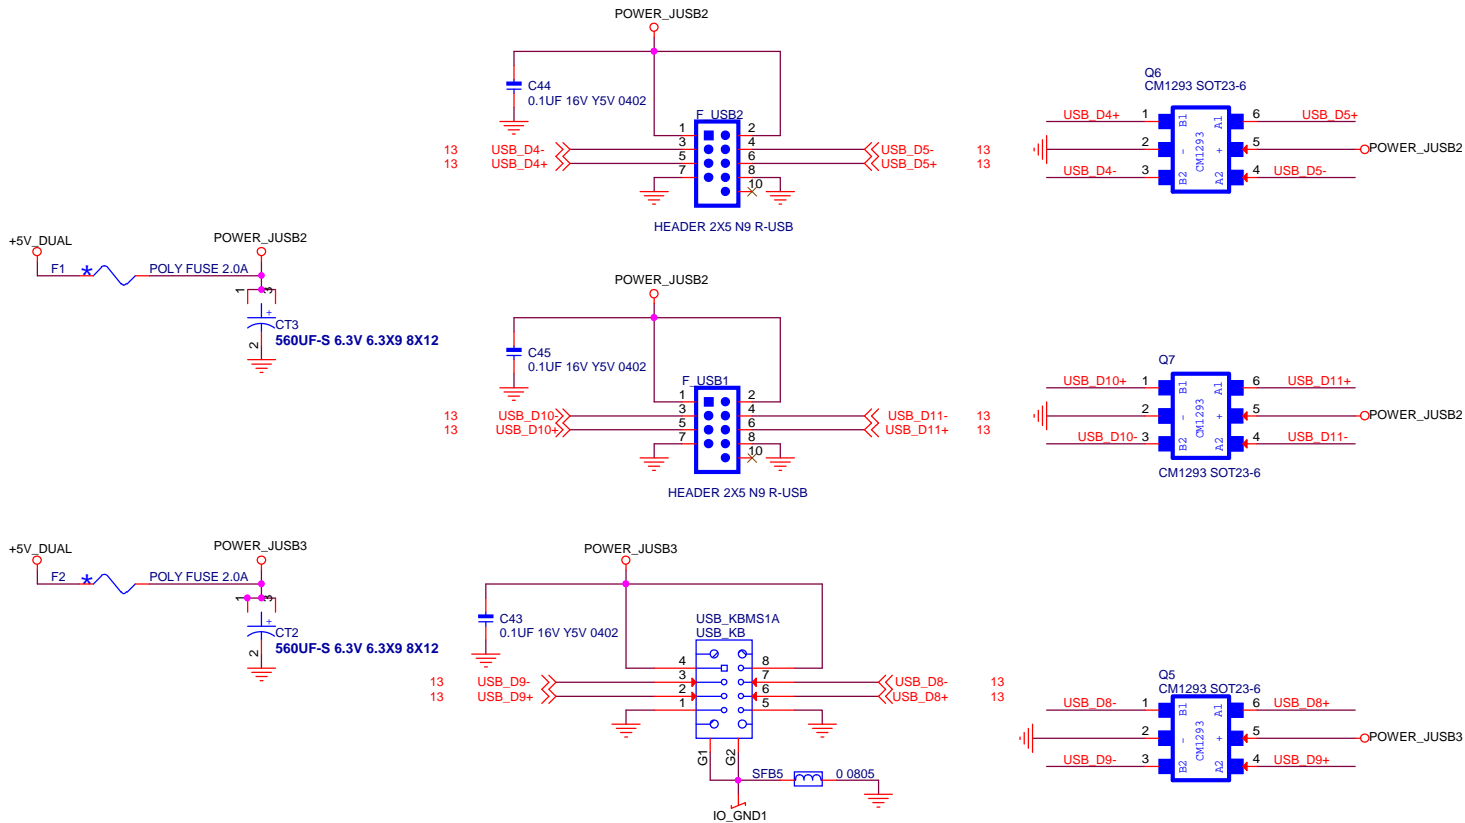 POWER_JUSB2
C44
0.1UF 16V Y5V 0402
F_USB2
1 2
3 4
5 6
7 8
10
13 USB_D4- USB_D5- 13
13 USB_D4+ USB_D5+ 13
HEADER 2X5 N9 R-USB
Q6
CM1293 SOT23-6
USB_D4+ 1 B1 A1 6 USB_D5+
2 - CM1293 + 5 POWER_JUSB2
USB_D4- 3 B2 A2 4 USB_D5-
+5V_DUAL POWER_JUSB2
F1 * POLY FUSE 2.0A
1 3
+
CT3
2 560UF-S 6.3V 6.3X9 8X12
POWER_JUSB2
C45
0.1UF 16V Y5V 0402
F_USB1
1 2
3 4
5 6
7 8
10
13 USB_D10- USB_D11- 13
13 USB_D10+ USB_D11+ 13
HEADER 2X5 N9 R-USB
Q7
USB_D10+ 1 B1 A1 6 USB_D11+
2 - CM1293 + 5 POWER_JUSB2
USB_D10- 3 B2 A2 4 USB_D11-
CM1293 SOT23-6
+5V_DUAL POWER_JUSB3
F2 * POLY FUSE 2.0A
1 3
+
CT2
2 560UF-S 6.3V 6.3X9 8X12
POWER_JUSB3
C43
0.1UF 16V Y5V 0402
USB_KBMS1A
USB_KB
4 8
3 7
2 6
1 5
13 USB_D9- USB_D8- 13
13 USB_D9+ USB_D8+ 13
G1 G2
SFB5 0 0805
IO_GND1
Q5
CM1293 SOT23-6
USB_D8- 1 B1 A1 6 USB_D8+
2 - CM1293 + 5 POWER_JUSB3
USB_D9- 3 B2 A2 4 USB_D9+